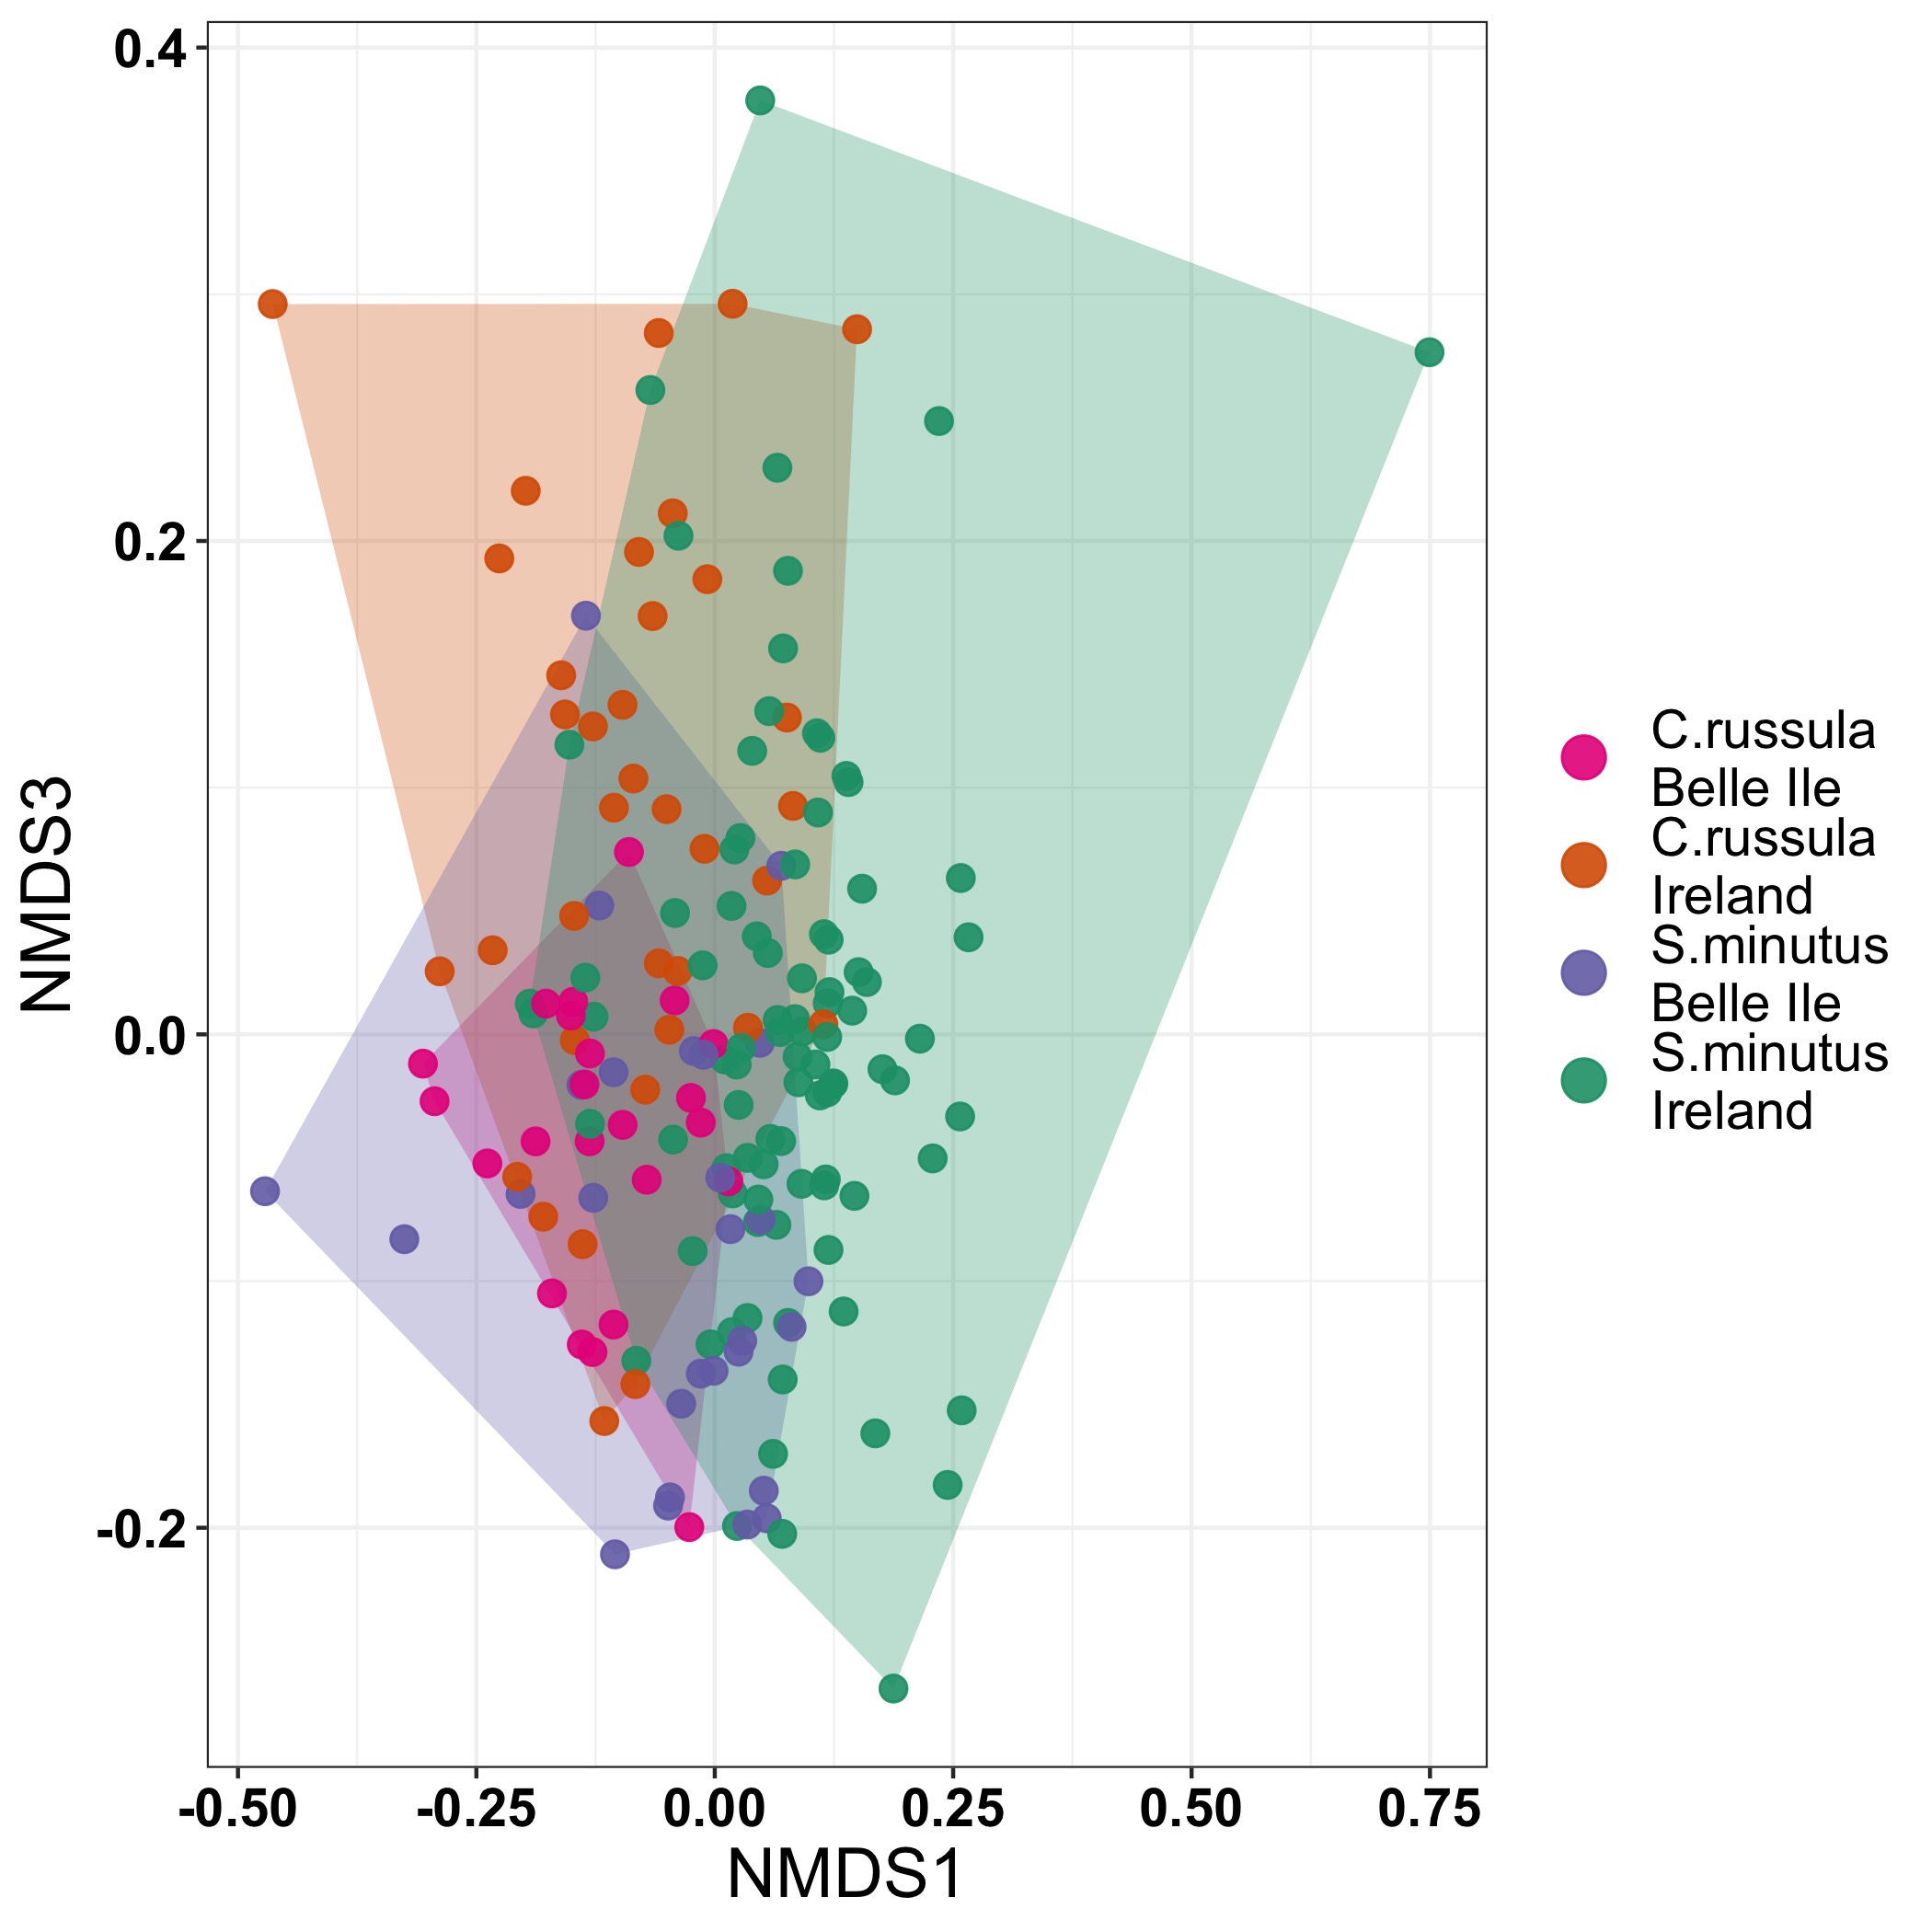 0.4
0.2
0.0
-0.2
NMDS3
-0.50
-0.25
0.00
0.25
0.50
0.75
NMDS1
C.russula
Belle Ile
C.russula
Ireland
S.minutus
Belle Ile
S.minutus
Ireland